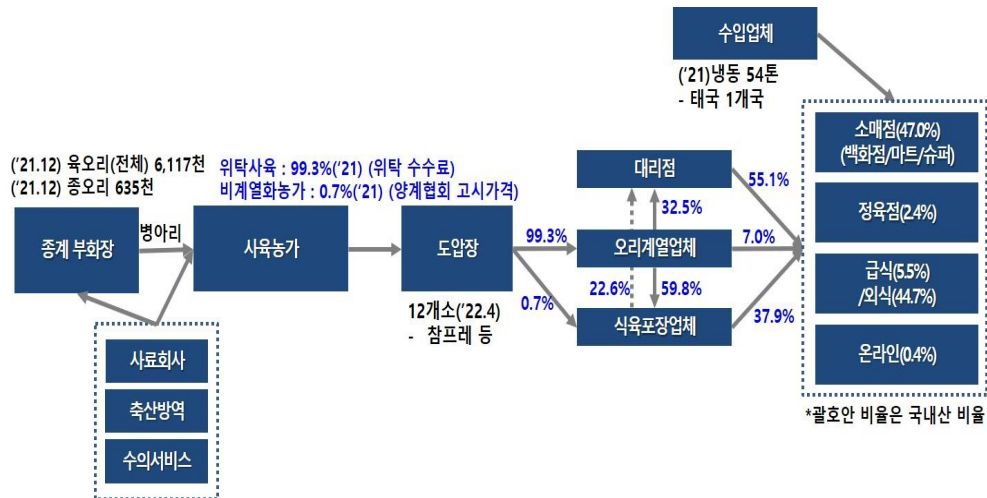 수입업체
('21)냉동 54톤
- 태국 1개국
소매점(47.0%)
(백화점/마트/슈퍼)
정육점(2.4%)
급식(5.5%)
/외식(44.7%)
온라인(0.4%)
*괄호안 비율은 국내산 비율
('21.12) 육오리(전체) 6,117천
('21.12) 종오리 635천
위탁사육 : 99.3%('21) (위탁 수수료)
비계열화농가 : 0.7%('21) (양계협회 고시가격)
종계 부화장
병아리
사육농가
도압장
12개소('22.4)
- 참프레 등
99.3%
0.7%
대리점
32.5%
오리계열업체
22.6%
59.8%
식육포장업체
55.1%
7.0%
37.9%
사료회사
축산방역
수의서비스